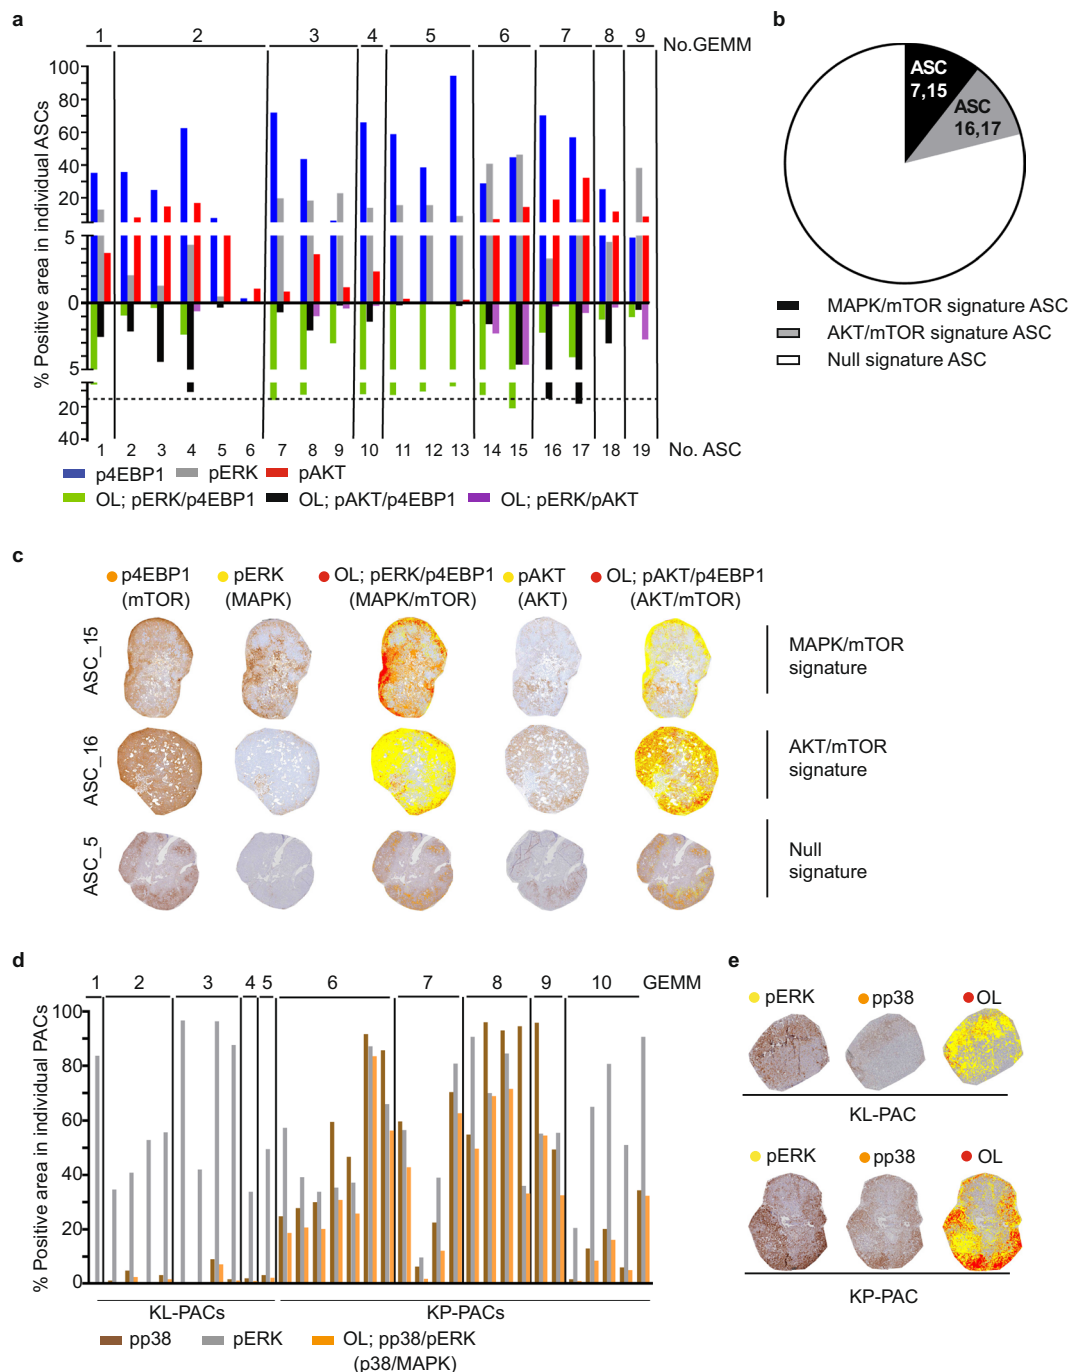 a
1 2 3 4 5 6 7 8 9 No.GEMM
% Positive area in individual ASCs
100
80
60
40
20
5
0
5
20
40
1 2 3 4 5 6 7 8 9 10 11 12 13 14 15 16 17 18 19 No. ASC
p4EBP1 pERK pAKT
OL; pERK/p4EBP1 OL; pAKT/p4EBP1 OL; pERK/pAKT
b
ASC
7,15
ASC
16,17
MAPK/mTOR signature ASC
AKT/mTOR signature ASC
Null signature ASC
c
p4EBP1 pERK OL; pERK/p4EBP1 pAKT OL; pAKT/p4EBP1
(mTOR) (MAPK) (MAPK/mTOR) (AKT) (AKT/mTOR)
ASC_15
MAPK/mTOR
signature
ASC_16
AKT/mTOR
signature
ASC_5
Null
signature
d
1 2 3 4 5 6 7 8 9 10 GEMM
% Positive area in individual PACs
100
80
60
40
20
0
KL-PACs KP-PACs
pp38 pERK OL; pp38/pERK
(p38/MAPK)
e
pERK pp38 OL
KL-PAC
pERK pp38 OL
KP-PAC